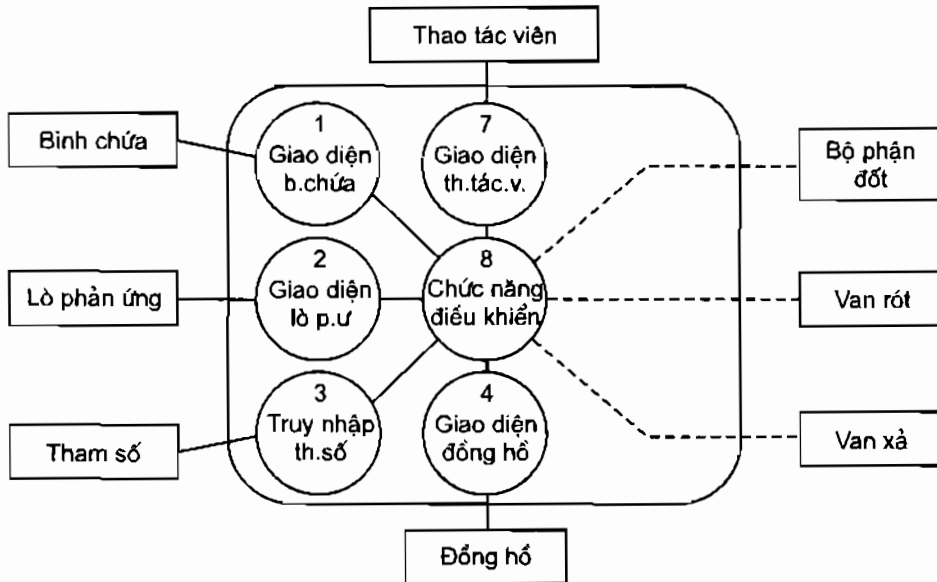 Thao tác viên
Bình chứa
1
Giao diện
b.chứa
7
Giao diện
th.tác.v.
Bộ phận
đốt
Lò phản ứng
2
Giao diện
lò p.ư
8
Chức năng
điếu khiển
Van rót
Tham số
3
Truy nhập
th.số
4
Giao diện
đồng hồ
Van xả
Đồng hồ